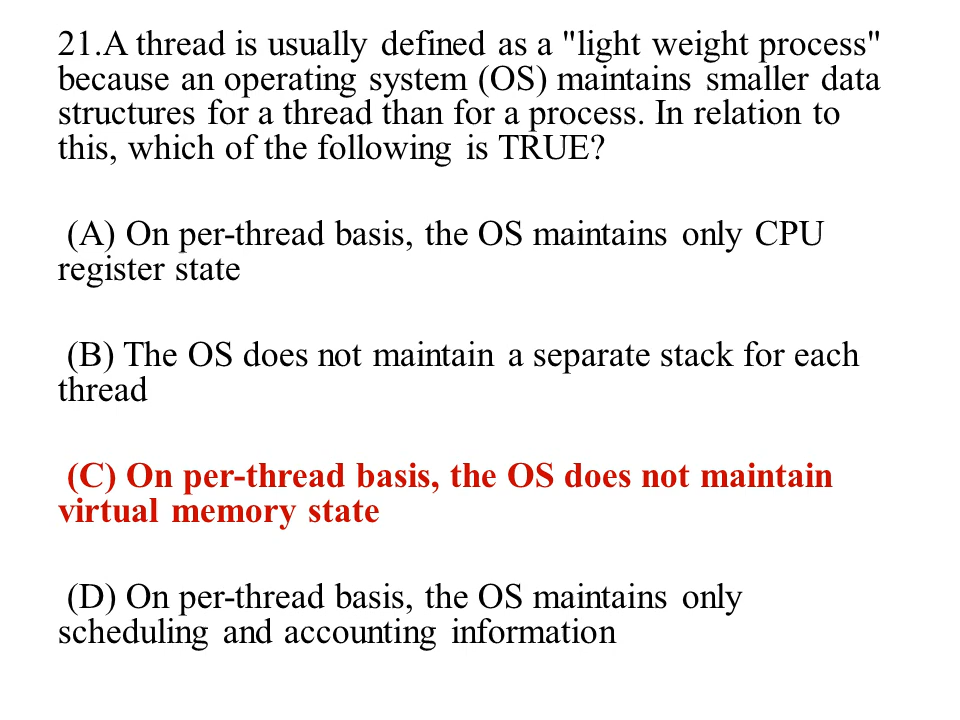 21.A thread is usually defined as a "light weight process"
because an operating system (OS) maintains smaller data
structures for a thread than for a process. In relation to
this, which of the following is TRUE?
(A) On per-thread basis, the OS maintains only CPU
register state
(B) The OS does not maintain a separate stack for each
thread
(C) On per-thread basis, the OS does not maintain
virtual memory state
(D) On per-thread basis, the OS maintains only
scheduling and accounting information